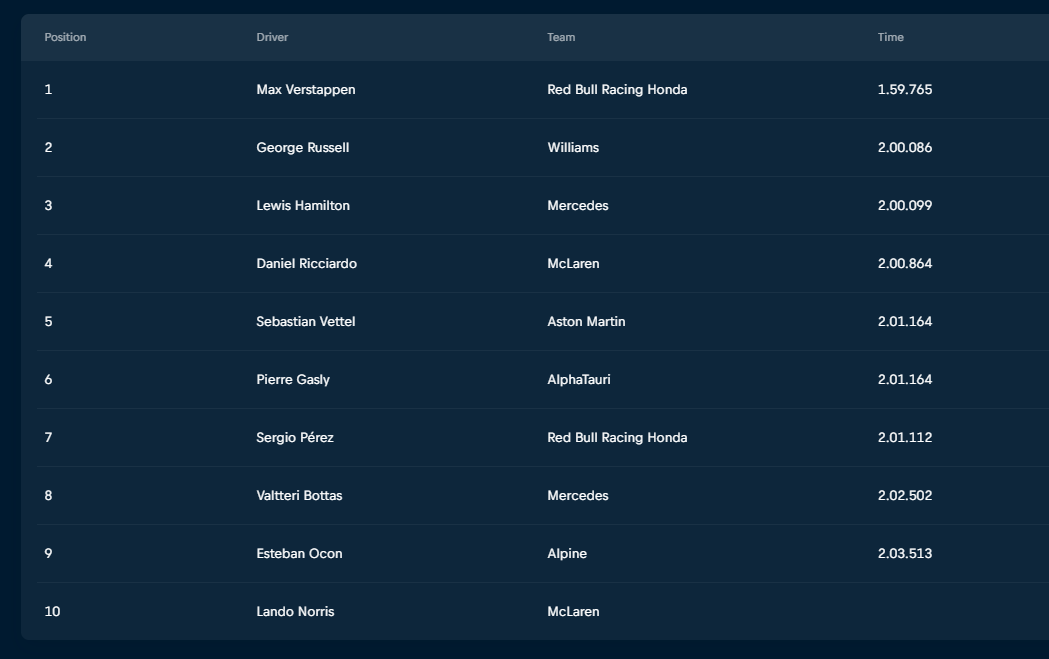 Position Driver Team Time
1 Max Verstappen Red Bull Racing Honda 1.59.765
2 George Russell Williams 2.00.086
3 Lewis Hamilton Mercedes 2.00.099
4 Daniel Ricciardo McLaren 2.00.864
5 Sebastian Vettel Aston Martin 2.01.164
6 Pierre Gasly AlphaTauri 2.01.164
7 Sergio Pérez Red Bull Racing Honda 2.01.112
8 Valtteri Bottas Mercedes 2.02.502
9 Esteban Ocon Alpine 2.03.513
10 Lando Norris McLaren